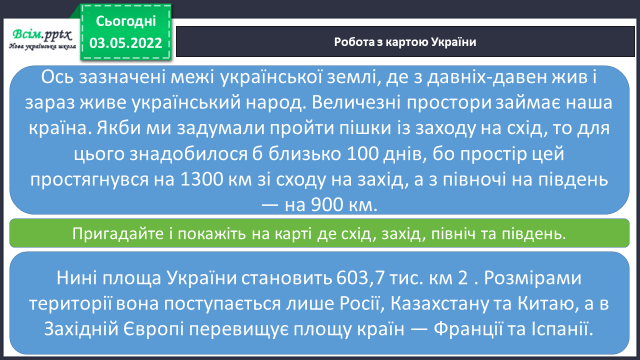 Всім.pptx
Нова українська школа
Сьогодні
03.05.2022
Робота з картою України
Ось зазначені межі української землі, де з давніх-давен жив і
зараз живе український народ. Величезні простори займає наша
країна. Якби ми задумали пройти пішки із заходу на схід, то для
цього знадобилося б близько 100 днів, бо простір цей
простягнувся на 1300 км зі сходу на захід, а з півночі на південь
— на 900 км.
Пригадайте і покажіть на карті де схід, захід, північ та південь.
Нині площа України становить 603,7 тис. км 2 . Розмірами
території вона поступається лише Росії, Казахстану та Китаю, а в
Західній Європі перевищує площу країн — Франції та Іспанії.